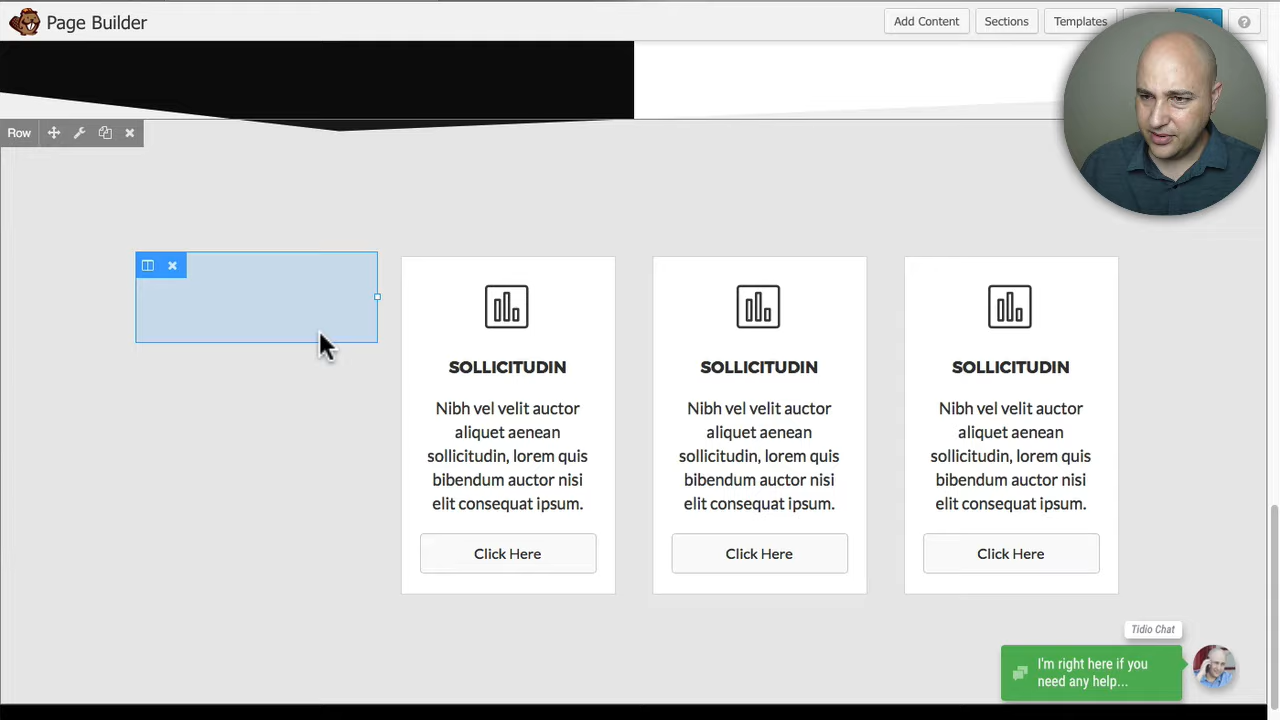 Page Builder
Add Content
Sections
Templates
Row
SOLLICITUDIN
Nibh vel velit auctor
aliquet aenean
sollicitudin, lorem quis
bibendum auctor nisi
elit consequat ipsum.
Click Here
SOLLICITUDIN
Nibh vel velit auctor
aliquet aenean
sollicitudin, lorem quis
bibendum auctor nisi
elit consequat ipsum.
Click Here
SOLLICITUDIN
Nibh vel velit auctor
aliquet aenean
sollicitudin, lorem quis
bibendum auctor nisi
elit consequat ipsum.
Click Here
Tidio Chat
I'm right here if you
need any help...